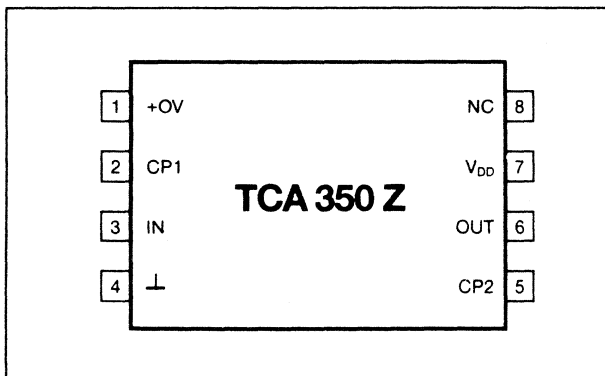 1 +OV NC 8
2 CP1 V_DD 7
TCA 350 Z
3 IN OUT 6
4 ⊥ CP2 5